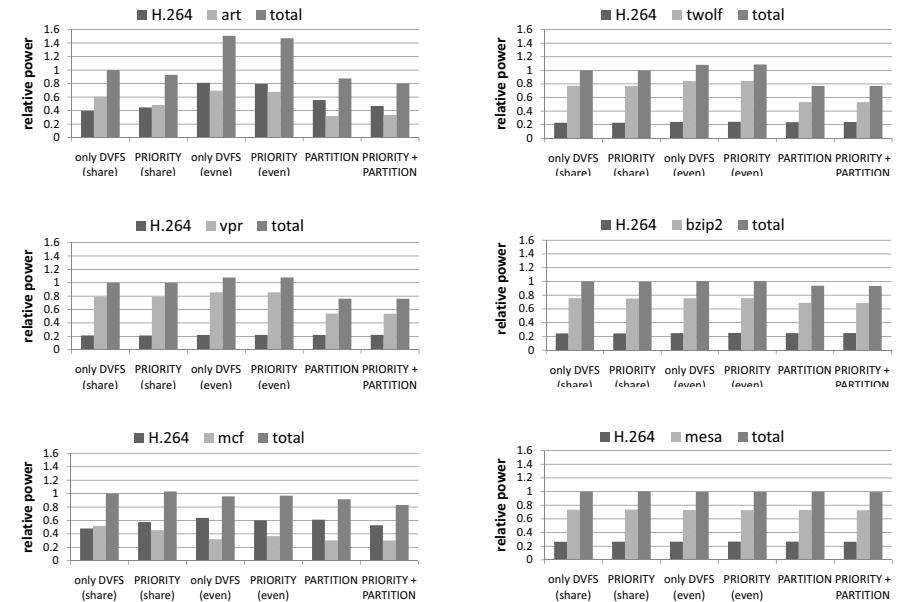 H.264 art total
relative power
1.6
1.4
1.2
1
0.8
0.6
0.4
0.2
0
only DVFS PRIORITY only DVFS PRIORITY PARTITION PRIORITY +
(share) (share) (evne) (even) PARTITION
H.264 twolf total
relative power
1.6
1.4
1.2
1
0.8
0.6
0.4
0.2
0
only DVFS PRIORITY only DVFS PRIORITY PARTITION PRIORITY +
(share) (share) (even) (even) PARTITION
H.264 vpr total
relative power
1.6
1.4
1.2
1
0.8
0.6
0.4
0.2
0
only DVFS PRIORITY only DVFS PRIORITY PARTITION PRIORITY +
(share) (share) (even) (even) PARTITION
H.264 bzip2 total
relative power
1.6
1.4
1.2
1
0.8
0.6
0.4
0.2
0
only DVFS PRIORITY only DVFS PRIORITY PARTITION PRIORITY +
(share) (share) (even) (even) PARTITION
H.264 mcf total
relative power
1.6
1.4
1.2
1
0.8
0.6
0.4
0.2
0
only DVFS PRIORITY only DVFS PRIORITY PARTITION PRIORITY +
(share) (share) (even) (even) PARTITION
H.264 mesa total
relative power
1.6
1.4
1.2
1
0.8
0.6
0.4
0.2
0
only DVFS PRIORITY only DVFS PRIORITY PARTITION PRIORITY +
(share) (share) (even) (even) PARTITION